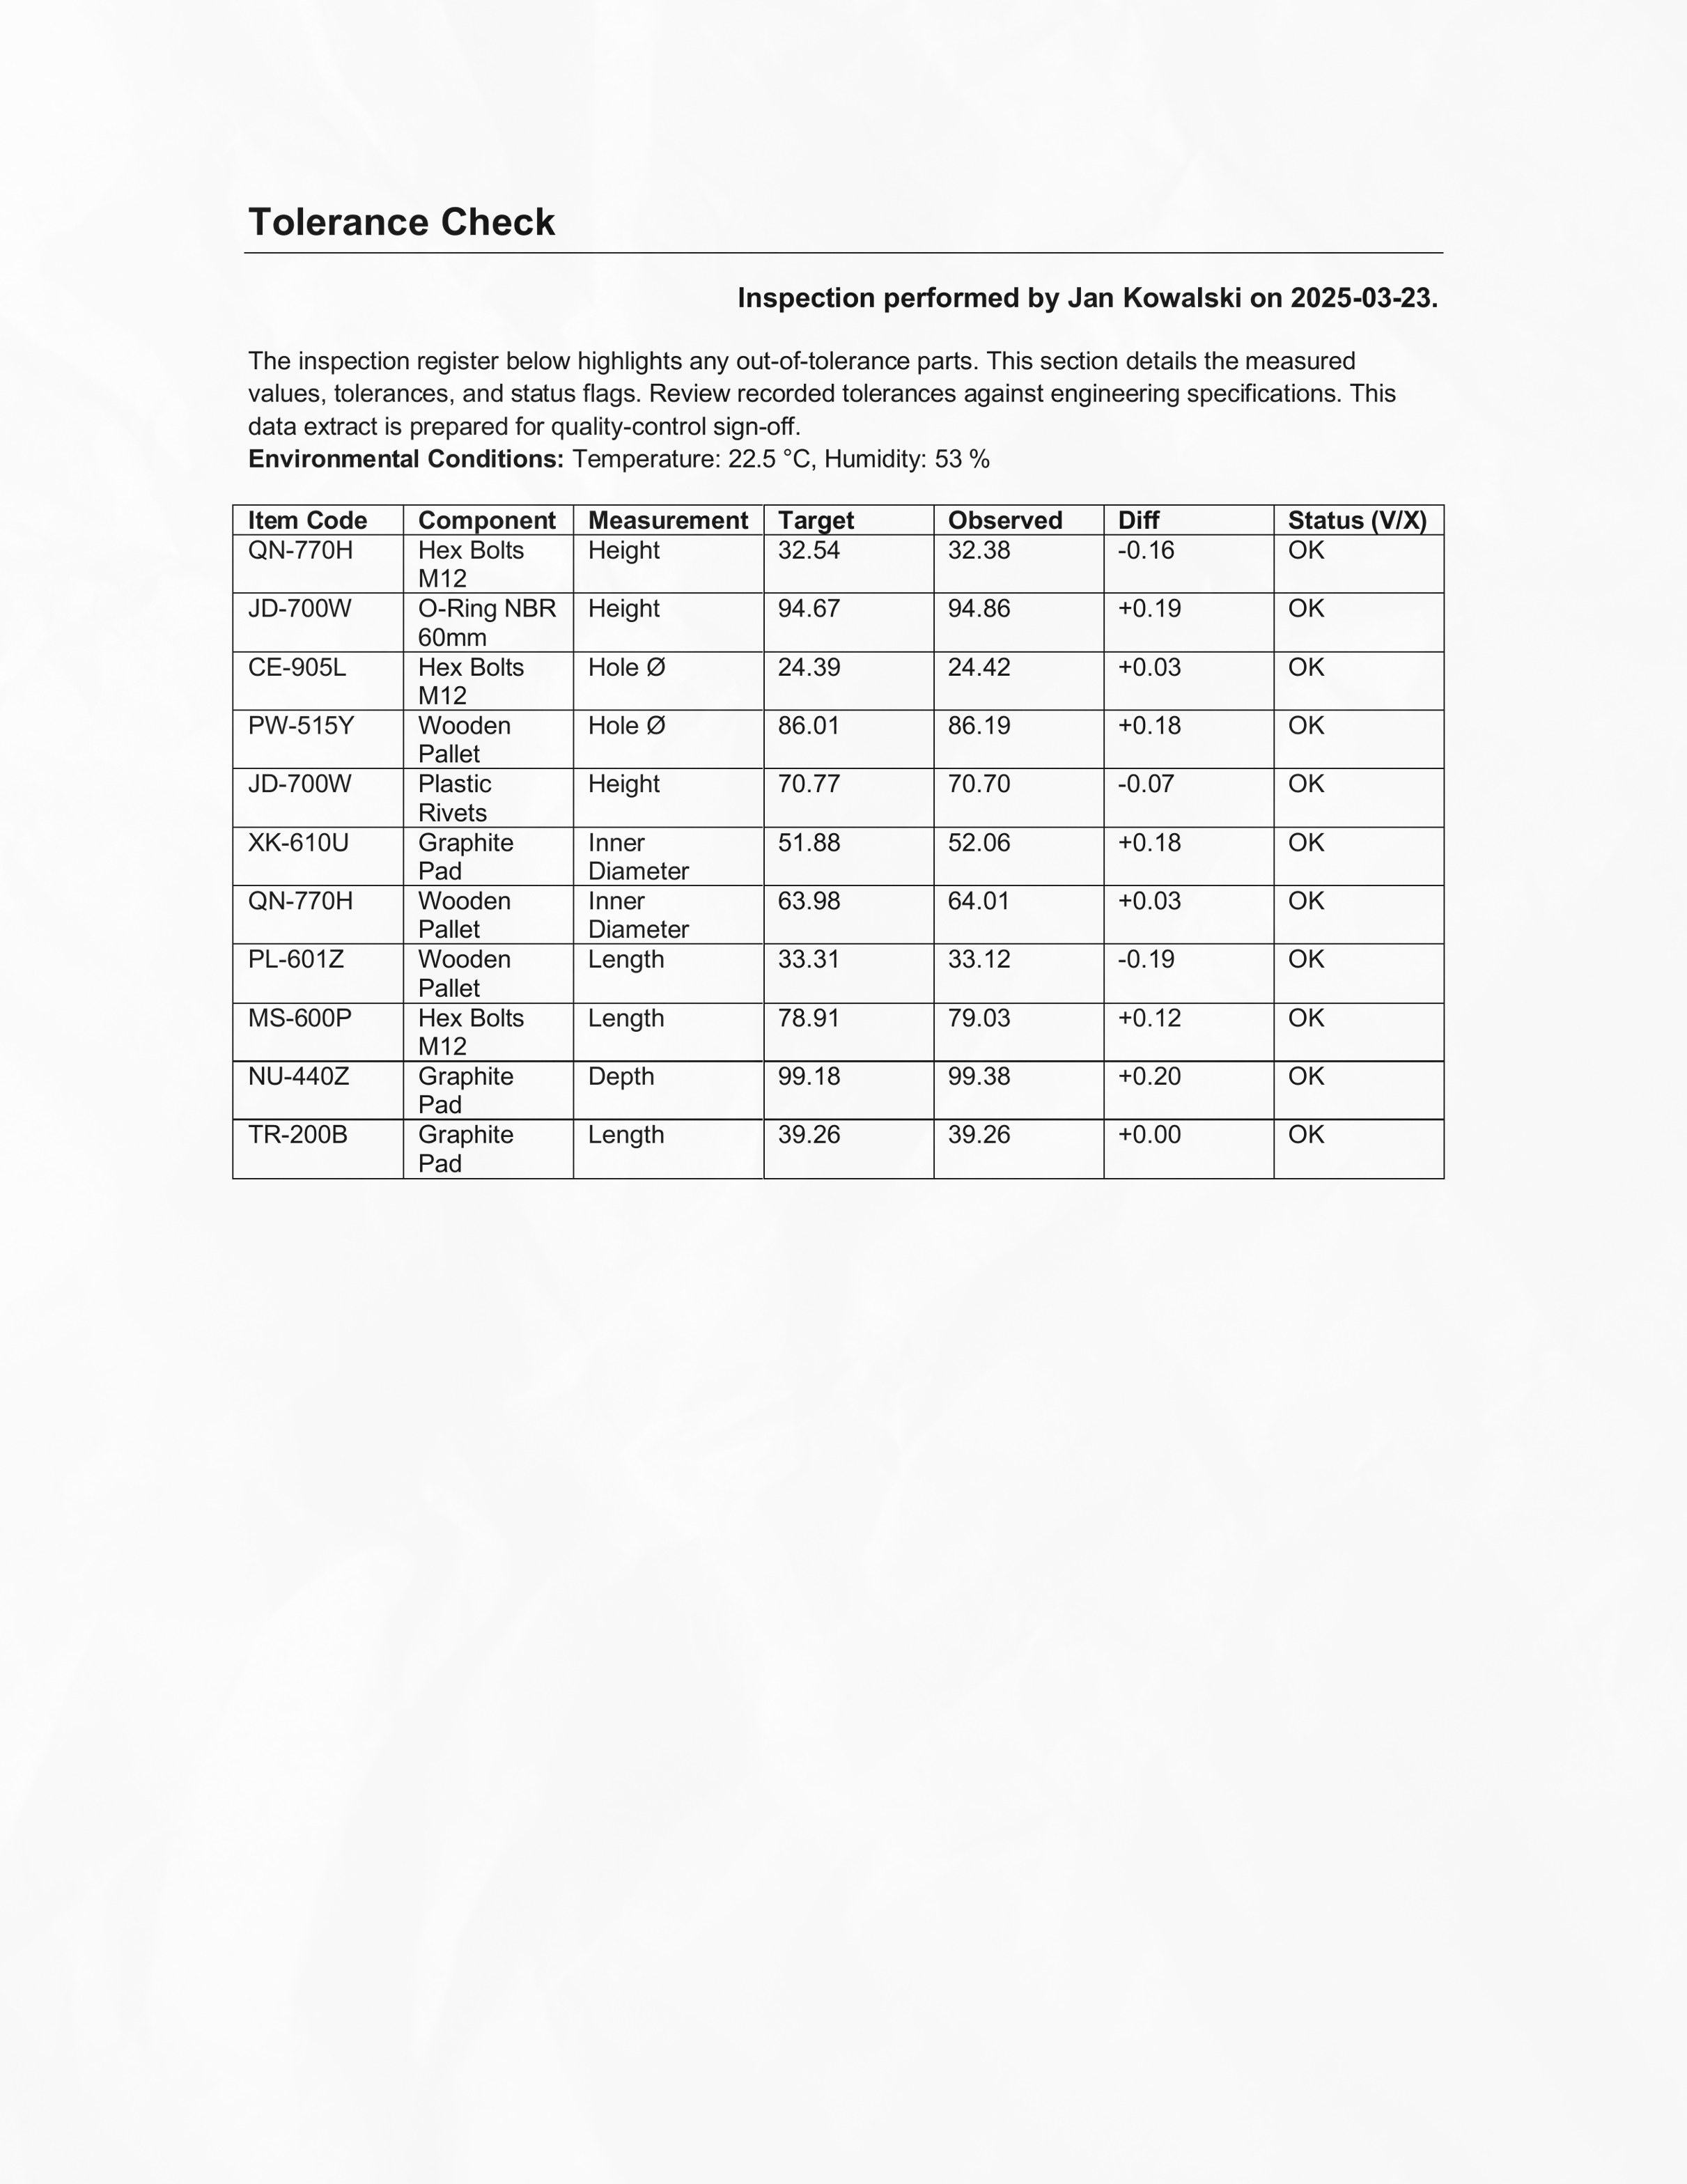 Tolerance Check
Inspection performed by Jan Kowalski on 2025-03-23.
The inspection register below highlights any out-of-tolerance parts. This section details the measured
values, tolerances, and status flags. Review recorded tolerances against engineering specifications. This
data extract is prepared for quality-control sign-off.
Environmental Conditions: Temperature: 22.5 °C, Humidity: 53 %
Item Code Component Measurement Target Observed Diff Status (V/X)
QN-770H Hex Bolts M12 Height 32.54 32.38 -0.16 OK
JD-700W O-Ring NBR 60mm Height 94.67 94.86 +0.19 OK
CE-905L Hex Bolts M12 Hole Ø 24.39 24.42 +0.03 OK
PW-515Y Wooden Pallet Hole Ø 86.01 86.19 +0.18 OK
JD-700W Plastic Rivets Height 70.77 70.70 -0.07 OK
XK-610U Graphite Pad Inner Diameter 51.88 52.06 +0.18 OK
QN-770H Wooden Pallet Inner Diameter 63.98 64.01 +0.03 OK
PL-601Z Wooden Pallet Length 33.31 33.12 -0.19 OK
MS-600P Hex Bolts M12 Length 78.91 79.03 +0.12 OK
NU-440Z Graphite Pad Depth 99.18 99.38 +0.20 OK
TR-200B Graphite Pad Length 39.26 39.26 +0.00 OK